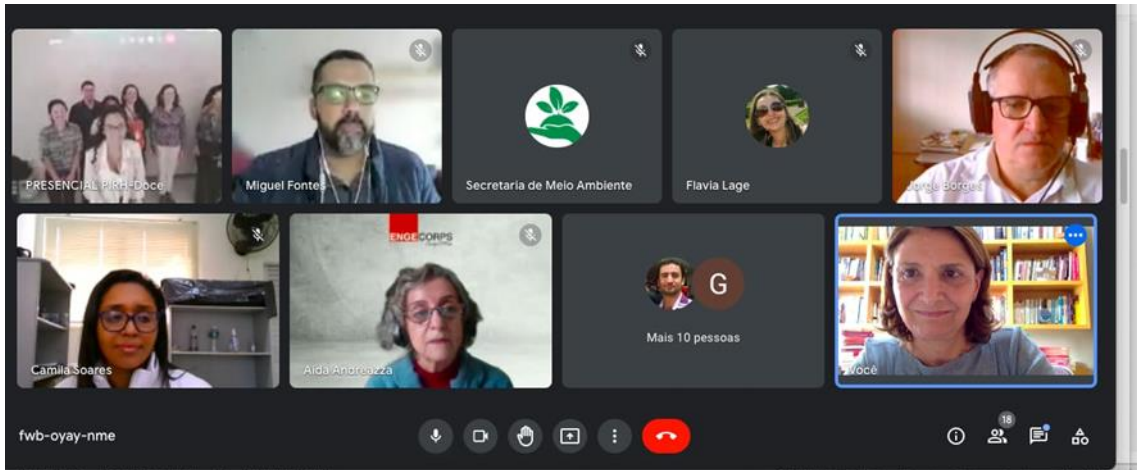 PRESENCIAL PIRH-Doce
Miguel Fontes
Secretaria de Meio Ambiente
Flavia Lage
Jorge Borges
Camila Soares
ENGECORPS
Aída Andreazza
G
Mais 10 pessoas
Você
fwb-oyay-nme
18